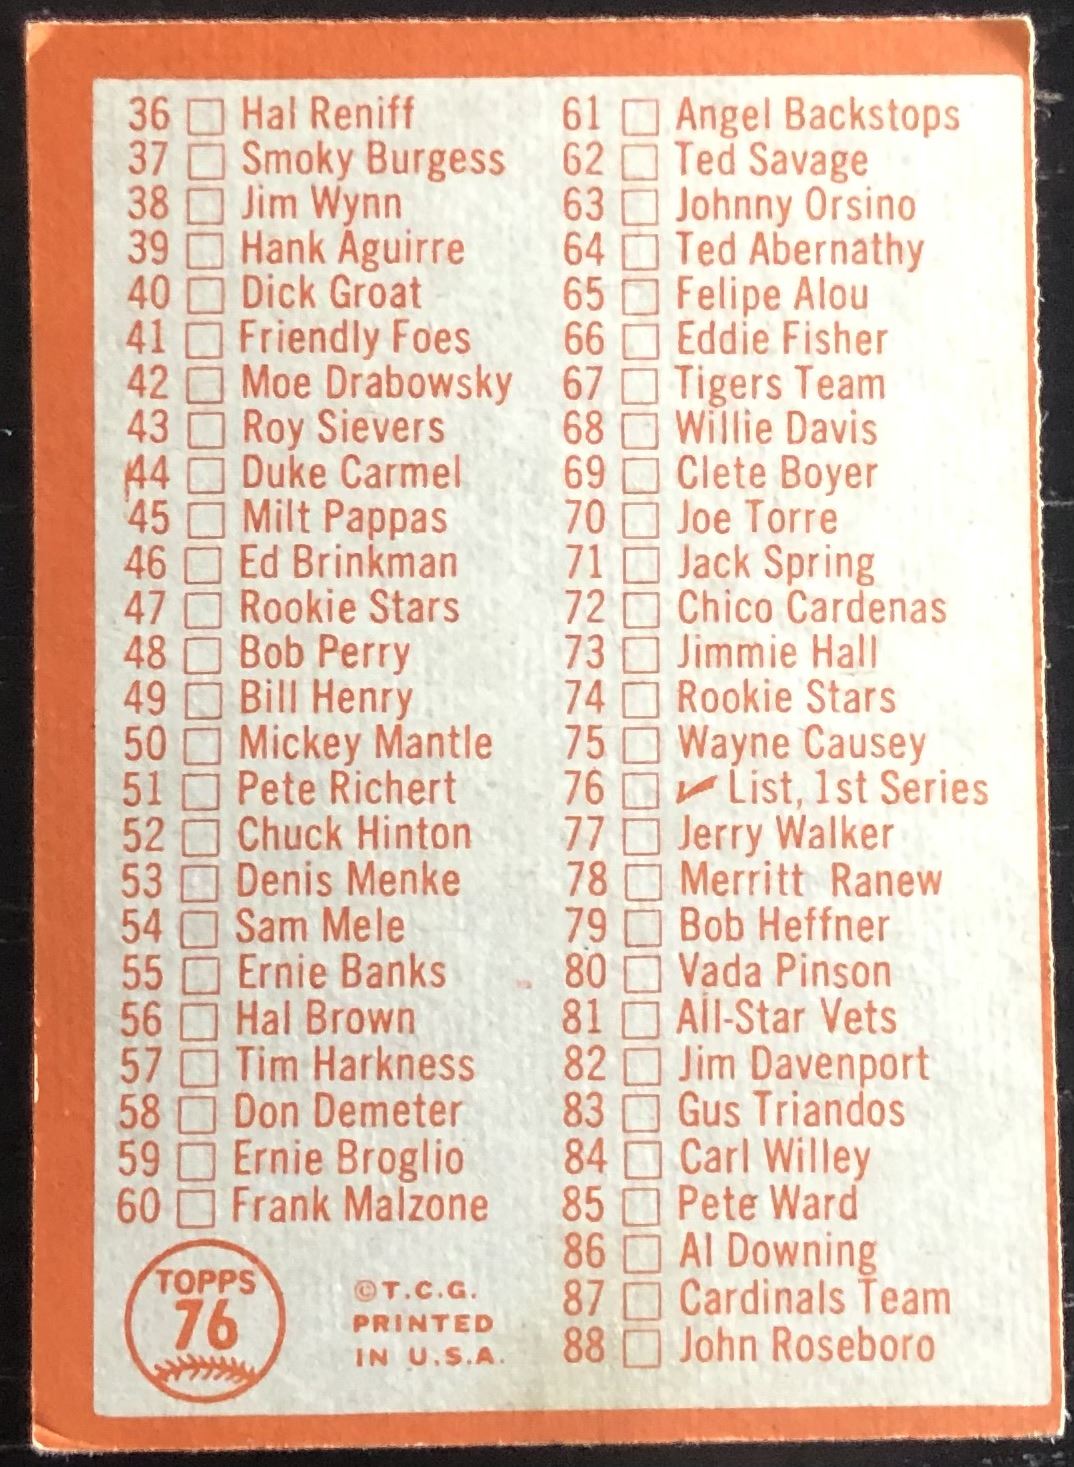 36 Hal Reniff
37 Smoky Burgess
38 Jim Wynn
39 Hank Aguirre
40 Dick Groat
41 Friendly Foes
42 Moe Drabowsky
43 Roy Sievers
44 Duke Carmel
45 Milt Pappas
46 Ed Brinkman
47 Rookie Stars
48 Bob Perry
49 Bill Henry
50 Mickey Mantle
51 Pete Richert
52 Chuck Hinton
53 Denis Menke
54 Sam Mele
55 Ernie Banks
56 Hal Brown
57 Tim Harkness
58 Don Demeter
59 Ernie Broglio
60 Frank Malzone
61 Angel Backstops
62 Ted Savage
63 Johnny Orsino
64 Ted Abernathy
65 Felipe Alou
66 Eddie Fisher
67 Tigers Team
68 Willie Davis
69 Clete Boyer
70 Joe Torre
71 Jack Spring
72 Chico Cardenas
73 Jimmie Hall
74 Rookie Stars
75 Wayne Causey
76 ✓ List, 1st Series
77 Jerry Walker
78 Merritt Ranew
79 Bob Heffner
80 Vada Pinson
81 All-Star Vets
82 Jim Davenport
83 Gus Triandos
84 Carl Willey
85 Pete Ward
86 Al Downing
87 Cardinals Team
88 John Roseboro
TOPPS
76
©T.C.G.
PRINTED
IN U.S.A.